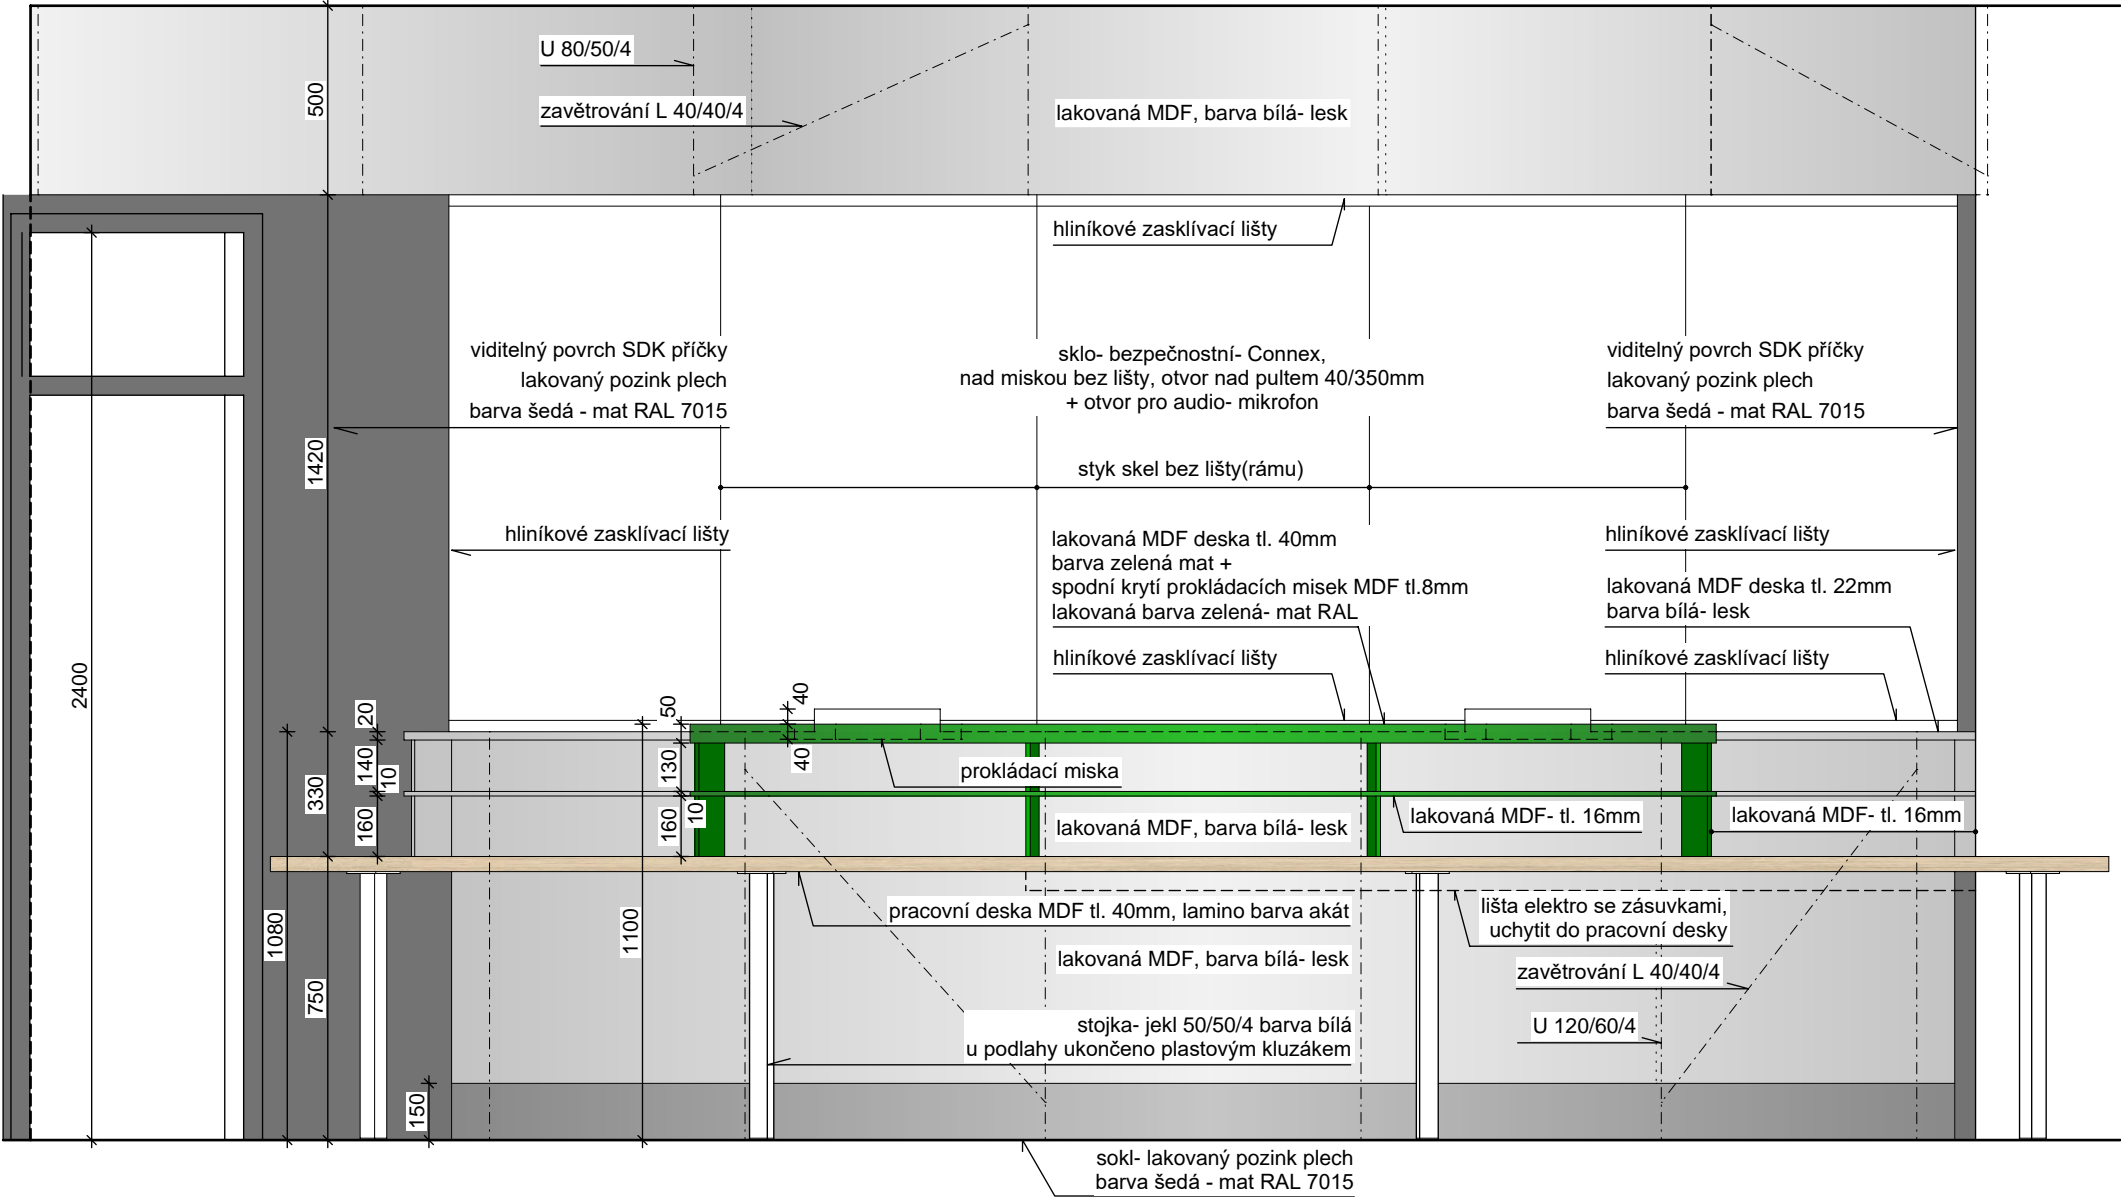 U 80/50/4
zavětrování L 40/40/4
lakovaná MDF, barva bílá- lesk
500
hliníkové zasklívací lišty
viditelný povrch SDK příčky
lakovaný pozink plech
barva šedá - mat RAL 7015
sklo- bezpečnostní- Connex,
nad miskou bez lišty, otvor nad pultem 40/350mm
+ otvor pro audio- mikrofon
viditelný povrch SDK příčky
lakovaný pozink plech
barva šedá - mat RAL 7015
1420
styk skel bez lišty(rámu)
hliníkové zasklívací lišty
lakovaná MDF deska tl. 40mm
barva zelená mat +
spodní krytí prokládacích misek MDF tl.8mm
lakovaná barva zelená- mat RAL
hliníkové zasklívací lišty
lakovaná MDF deska tl. 22mm
barva bílá- lesk
hliníkové zasklívací lišty
hliníkové zasklívací lišty
2400
20
50
40
140
10
330
130
40
prokládací miska
160
160
10
lakovaná MDF, barva bílá- lesk
lakovaná MDF- tl. 16mm
lakovaná MDF- tl. 16mm
1080
1100
pracovní deska MDF tl. 40mm, lamino barva akát
lišta elektro se zásuvkami,
uchytit do pracovní desky
lakovaná MDF, barva bílá- lesk
zavětrování L 40/40/4
750
stojka- jekl 50/50/4 barva bílá
u podlahy ukončeno plastovým kluzákem
U 120/60/4
150
sokl- lakovaný pozink plech
barva šedá - mat RAL 7015